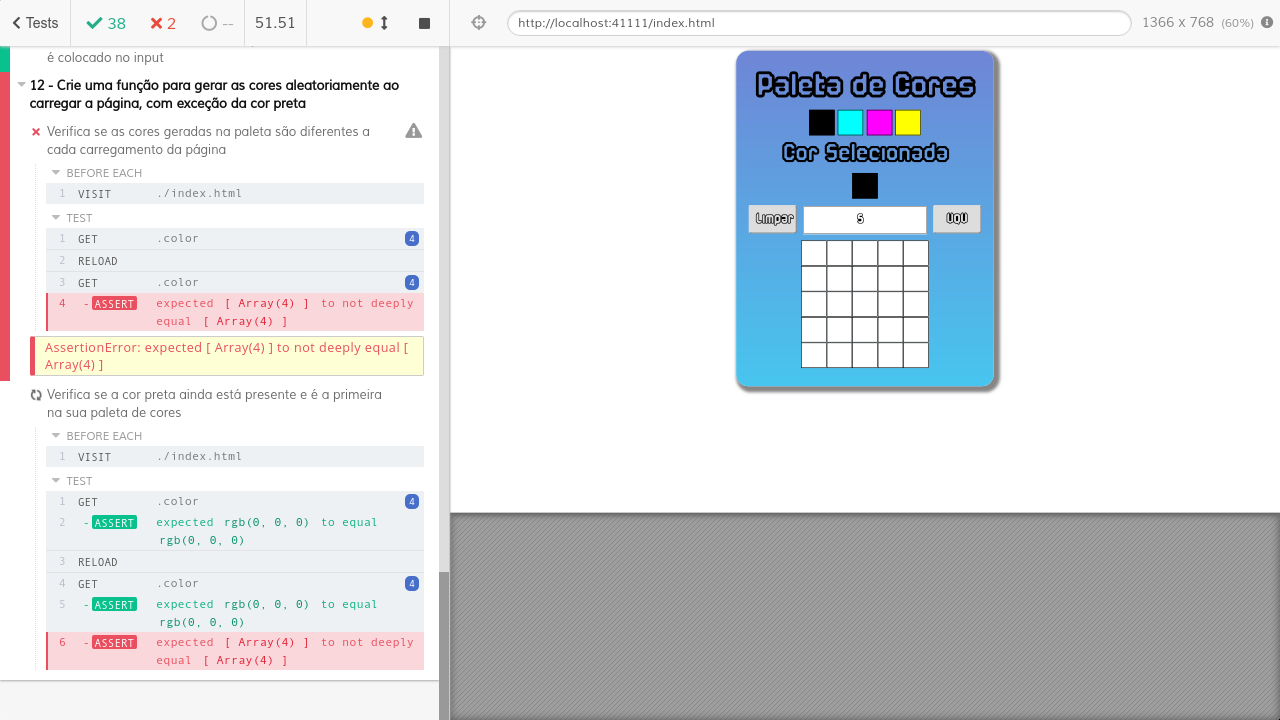 Tests
38
2
--
51.51
http://localhost:41111/index.html
1366 x 768 (60%)
é colocado no input
12 - Crie uma função para gerar as cores aleatoriamente ao
carregar a página, com exceção da cor preta
Verifica se as cores geradas na paleta são diferentes a
cada carregamento da página
BEFORE EACH
1 VISIT ./index.html
TEST
1 GET .color 4
2 RELOAD
3 GET .color 4
4 -ASSERT expected [ Array(4) ] to not deeply
equal [ Array(4) ]
AssertionError: expected [ Array(4) ] to not deeply equal [
Array(4) ]
Verifica se a cor preta ainda está presente e é a primeira
na sua paleta de cores
BEFORE EACH
1 VISIT ./index.html
TEST
1 GET .color 4
2 -ASSERT expected rgb(0, 0, 0) to equal
rgb(0, 0, 0)
3 RELOAD
4 GET .color 4
5 -ASSERT expected rgb(0, 0, 0) to equal
rgb(0, 0, 0)
6 -ASSERT expected [ Array(4) ] to not deeply
equal [ Array(4) ]
Paleta de Cores
Cor Selecionada
Limpar
5
VQV